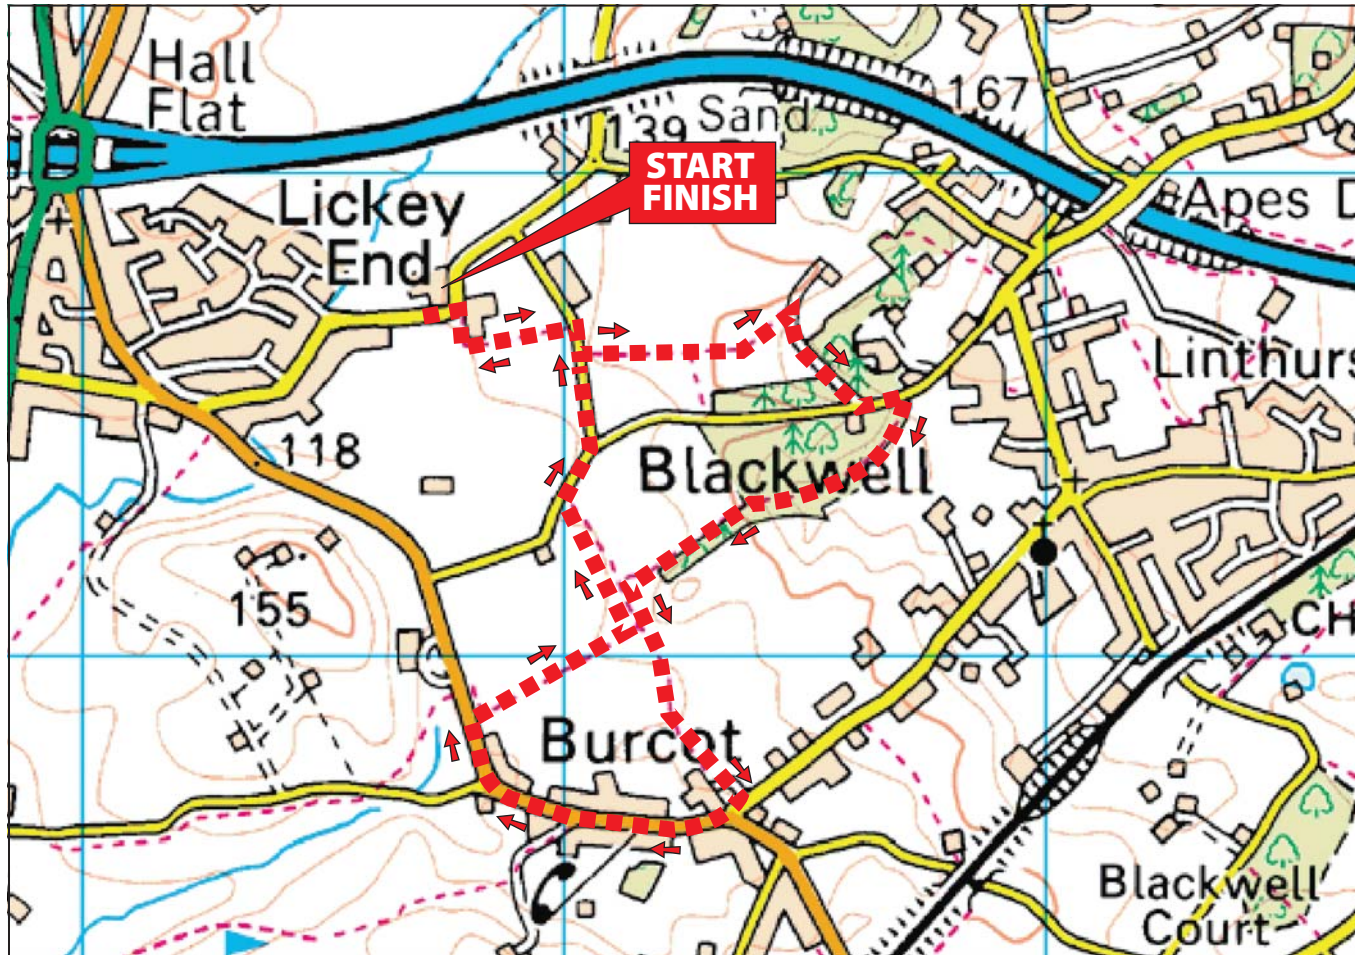 Hall
Flat
139
Sand
167
START
FINISH
Lickey
End
Apes D
Linthurs
118
Blackwell
155
CH
Burcot
Blackwell
Court